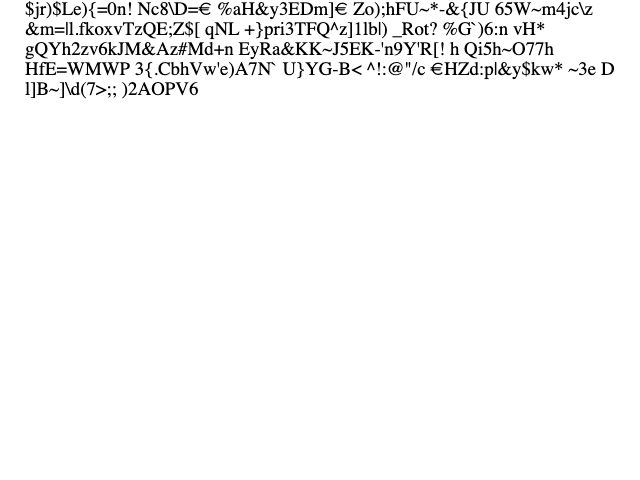 $jr)$Le){=0n! Nc8\D=€ %aH&y3EDm]€ Zo);hFU~*-&{JU 65W~m4jc\z
&m=|l.fkoxvTzQE;Z$[ qNL +}pri3TFQ^z]1lb|) _Rot? %G`)6:n vH*
gQYh2zv6kJM&Az#Md+n EyRa&KK~J5EK-'n9Y'R[! h Qi5h~O77h
HfE=WMWP 3{.CbhVw'e)A7N` U}YG-B< ^!:@"/c €HZd:p|&y$kw* ~3e D
l]B~]\d(7>;; )2AOPV6